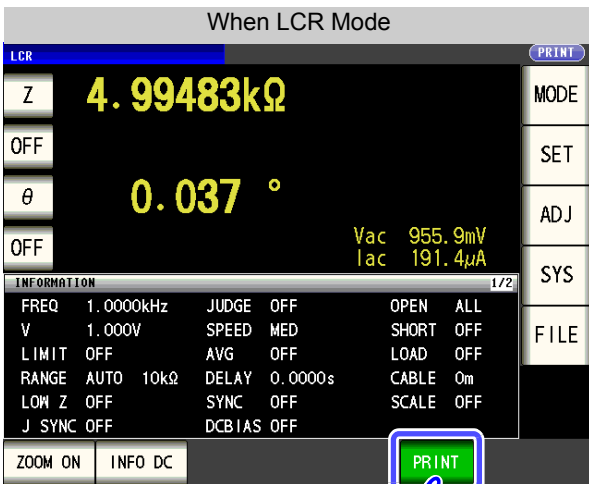 When LCR Mode
LCR PRINT
Z 4.99483kΩ MODE
OFF SET
θ 0.037 ° ADJ
OFF Vac 955.9mV
Iac 191.4μA SYS
INFORMATION 1/2
FREQ 1.0000kHz JUDGE OFF OPEN ALL
V 1.000V SPEED MED SHORT OFF FILE
LIMIT OFF AVG OFF LOAD OFF
RANGE AUTO 10kΩ DELAY 0.0000s CABLE 0m
LOW Z OFF SYNC OFF SCALE OFF
J SYNC OFF DCBIAS OFF
ZOOM ON INFO DC PRINT